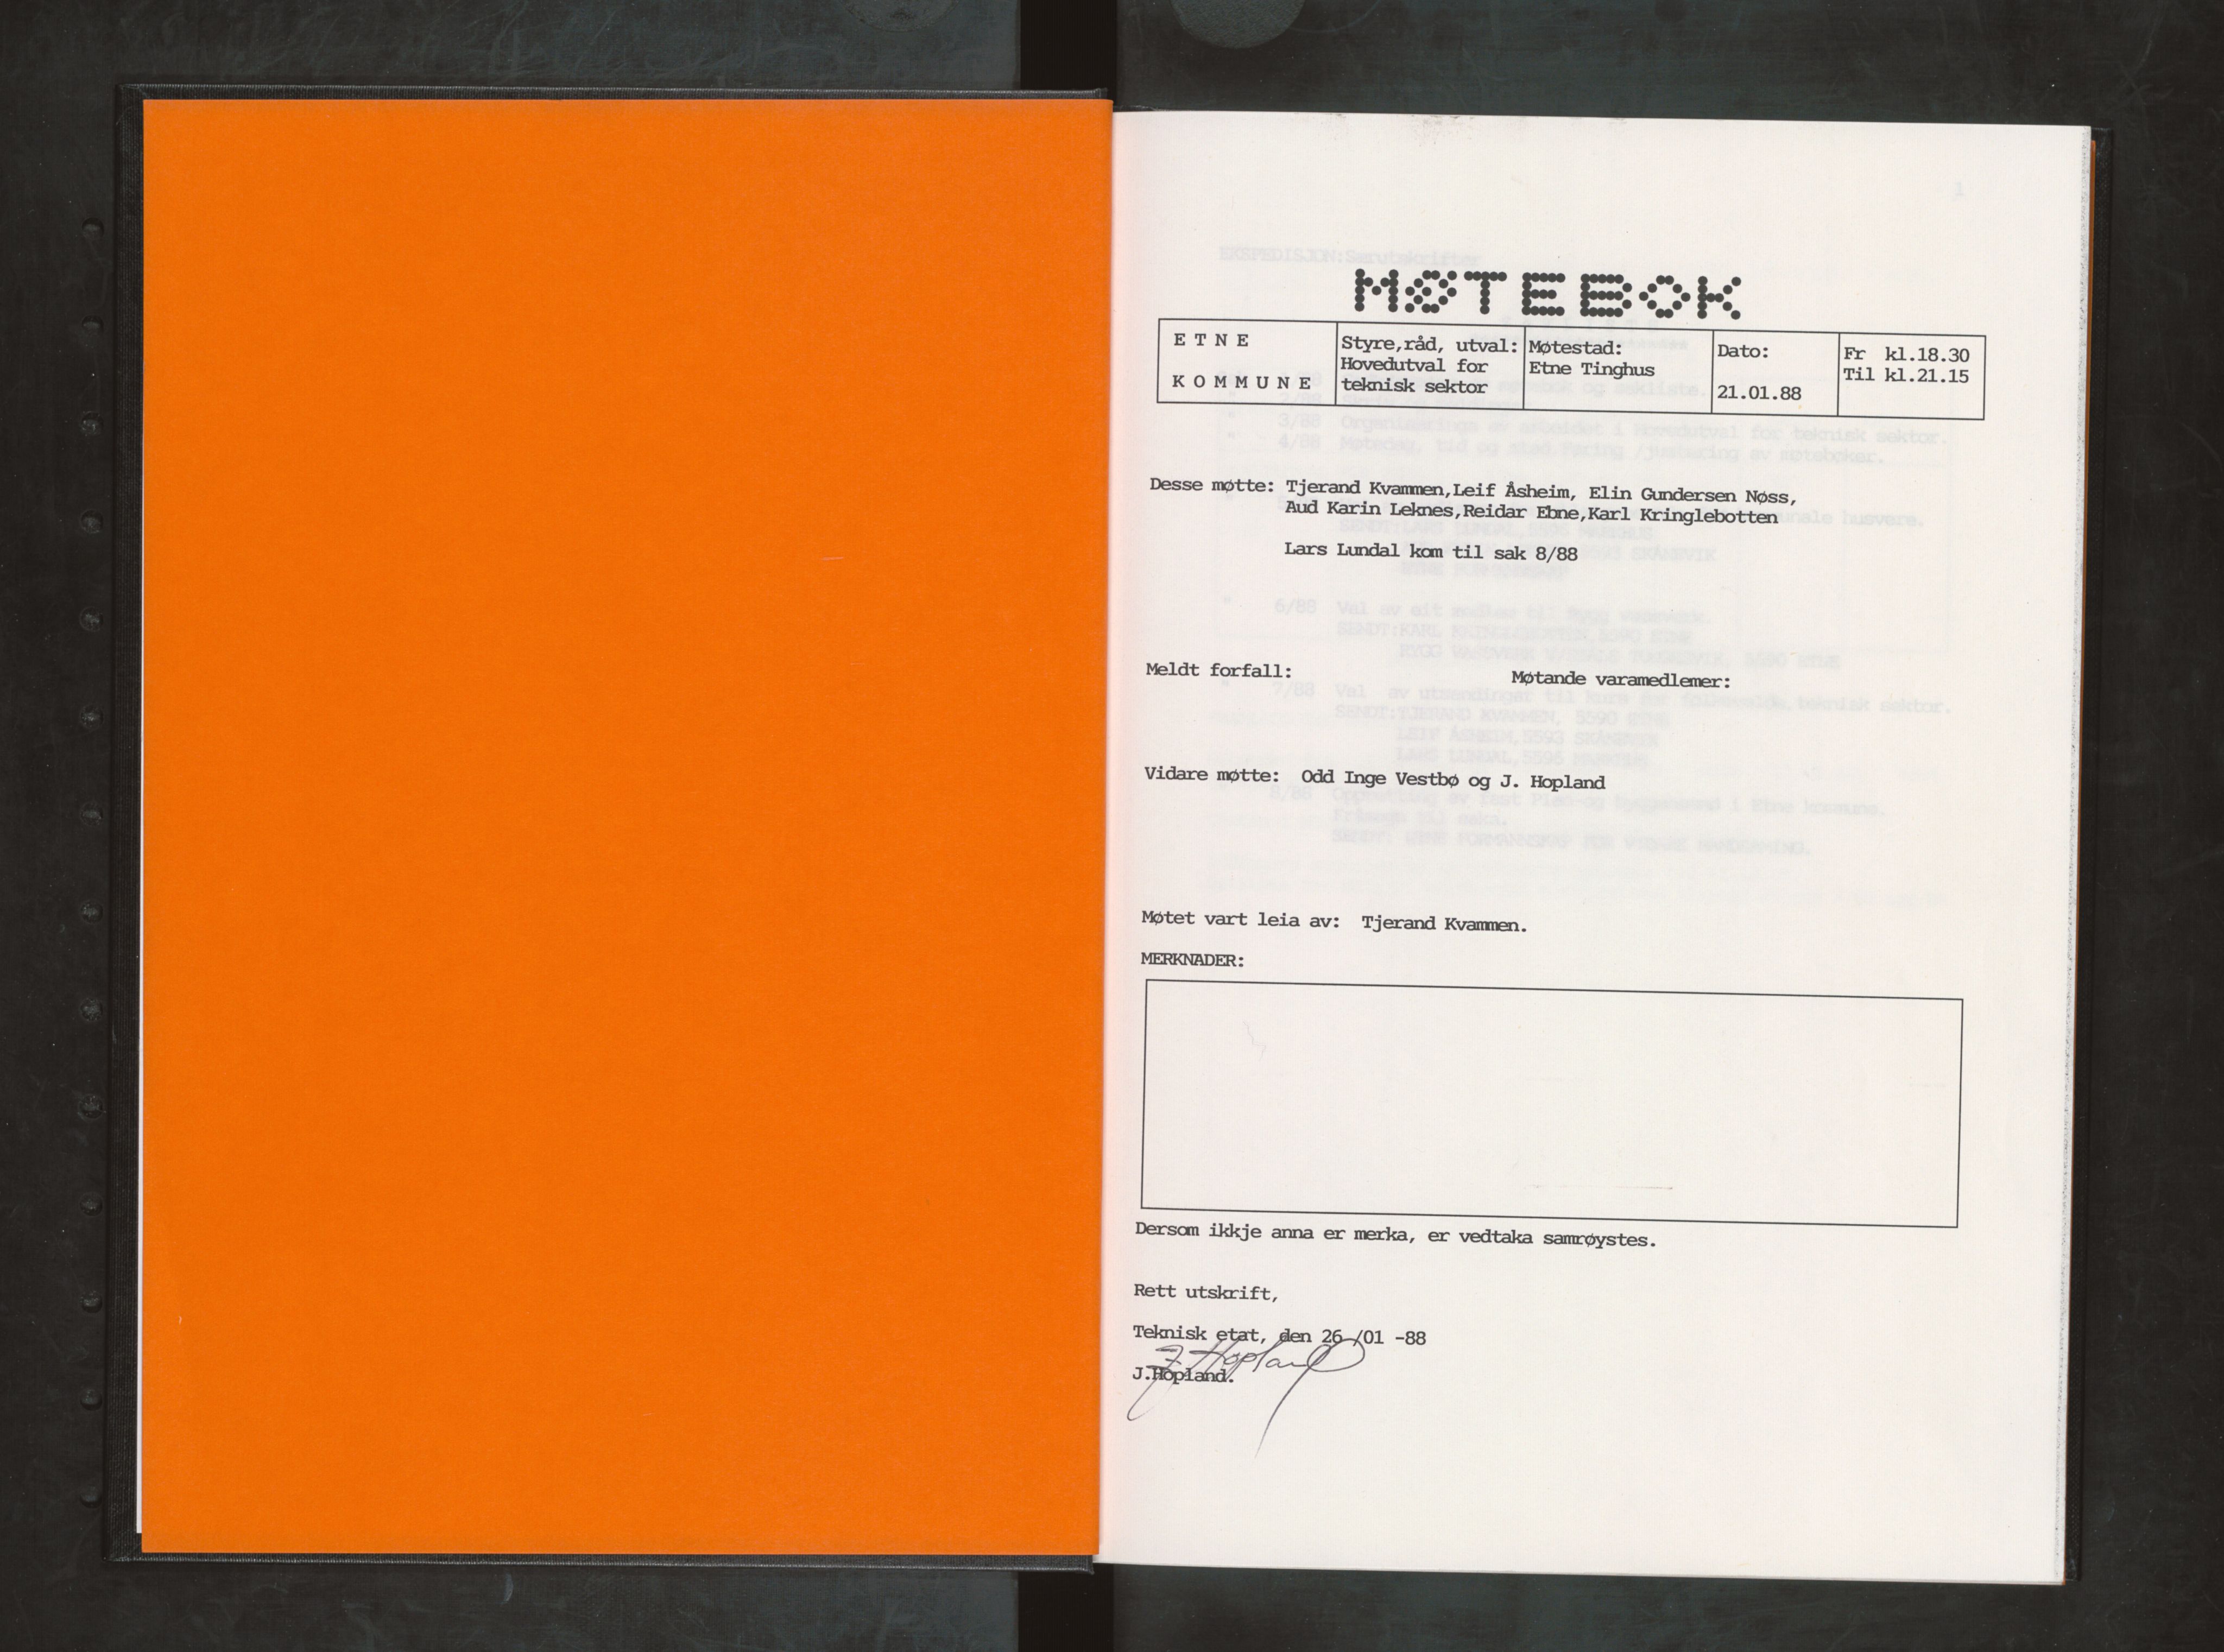 MØTEBOK
ETNE
KOMMUNE
Styre,råd, utval:
Hovedutval for
teknisk sektor
Møtestad:
Etne Tinghus
Dato:
21.01.88
Fr kl.18.30
Til kl.21.15
Desse møtte: Tjerand Kvammen,Leif Åsheim, Elin Gundersen Nøss,
Aud Karin Leknes,Reidar Ebne,Karl Kringlebotten
Lars Lundal kom til sak 8/88
Meldt forfall:
Møtande varamedlemer:
Vidare møtte: Odd Inge Vestbø og J. Hopland
Møtet vart leia av: Tjerand Kvammen.
MERKNADER:
Dersom ikkje anna er merka, er vedtaka samrøystes.
Rett utskrift,
Teknisk etat, den 26 /01 -88
J. Hopland
J.Hopland.